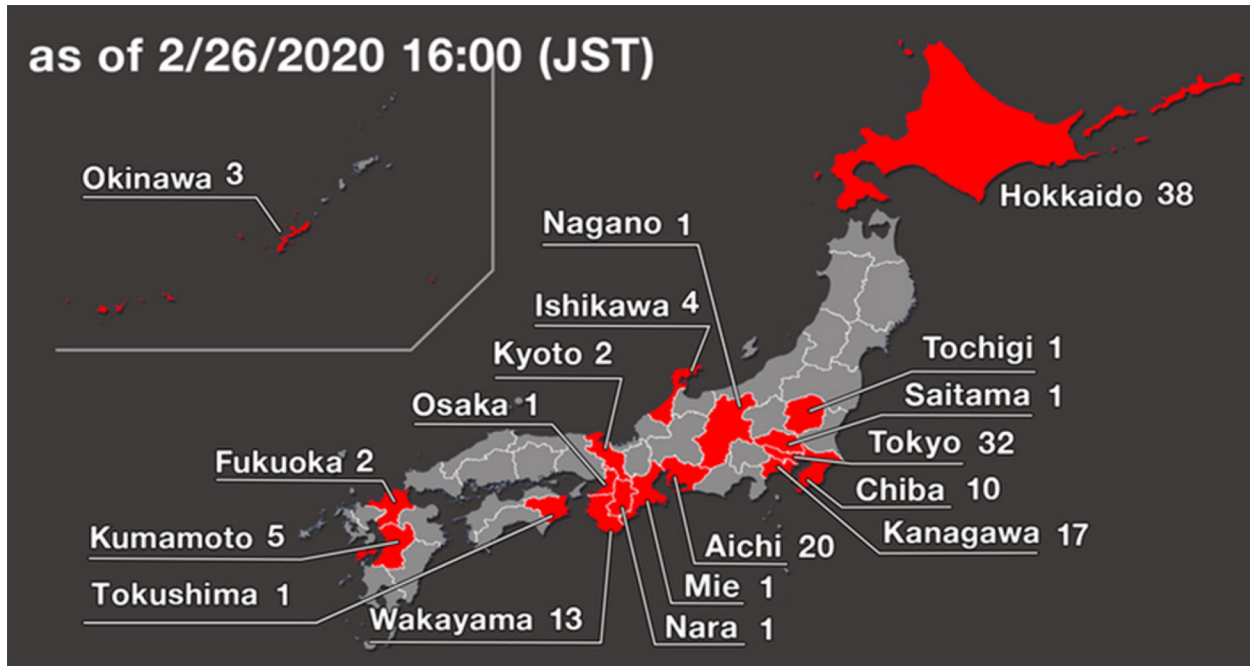 as of 2/26/2020 16:00 (JST)
Okinawa 3
Hokkaido 38
Nagano 1
Ishikawa 4
Kyoto 2
Tochigi 1
Osaka 1
Saitama 1
Tokyo 32
Fukuoka 2
Chiba 10
Kumamoto 5
Kanagawa 17
Aichi 20
Tokushima 1
Mie 1
Wakayama 13
Nara 1